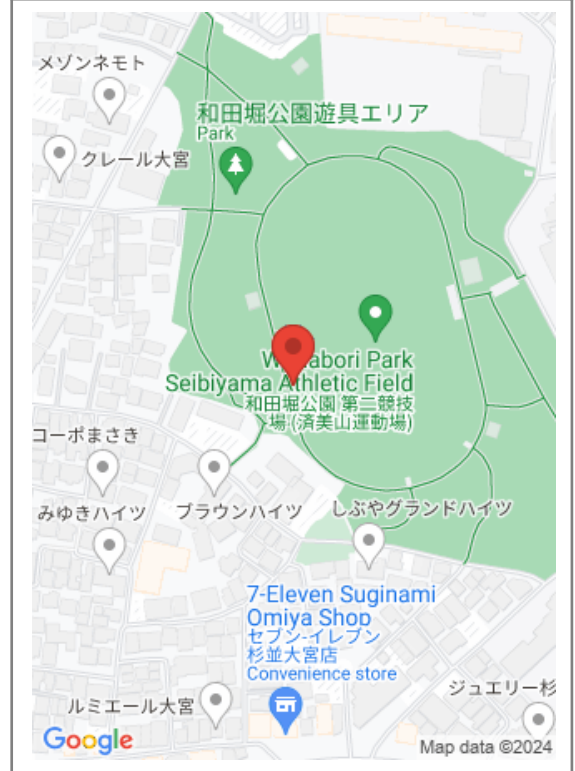 メゾンネモト
クレール大宮
和田堀公園遊具エリア
Park
Seibiyama Athletic Field
和田堀公園 第二競技
場 (済美山運動場)
コーポまさき
みゆきハイツ
ブラウンハイツ
しぶやグランドハイツ
7-Eleven Suginami
Omiya Shop
セブン-イレブン
杉並大宮店
Convenience store
ルミエール大宮
ジュエリー杉
Google
Map data ©2024